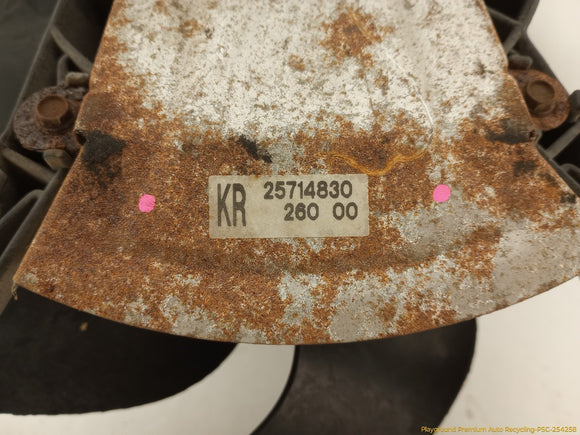 KR 25714830
260 00
Playground Premium Auto Recycling-PSC-254258